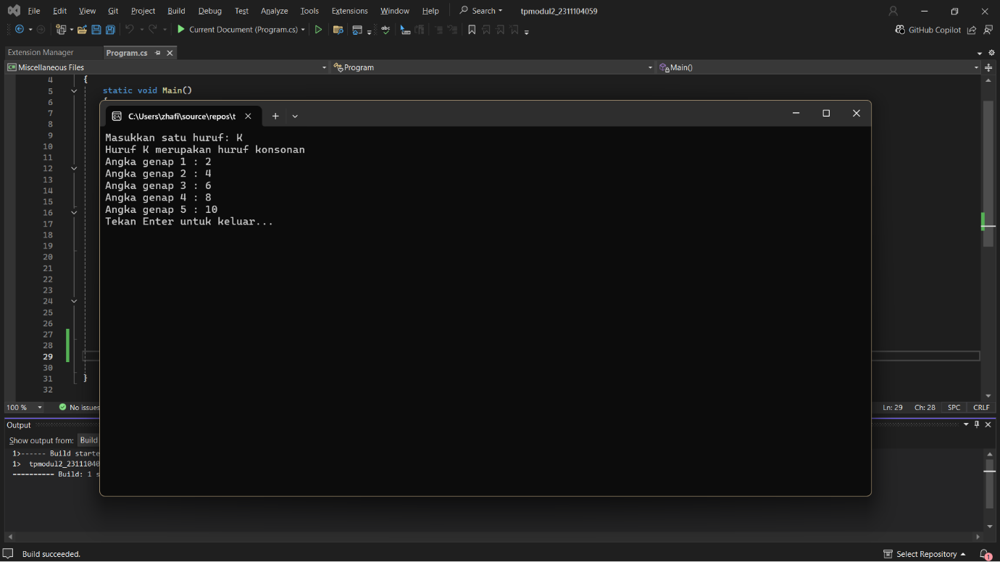 File Edit View Git Project Build Debug Test Analyze Tools Extensions Window Help Search tpmodul2_2311104059
Current Document (Program.cs) abc GitHub Copilot
Extension Manager Program.cs
C# Miscellaneous Files Program Main()
4 {
5 static void Main()
6
7
8
9
10
11
12
13
14
15
16
17
18
19
20
21
22
23
24
25
26
27
28
29
30
31 }
32
C:\Users\zhafi\source\repos\t
Masukkan satu huruf: K
Huruf K merupakan huruf konsonan
Angka genap 1 : 2
Angka genap 2 : 4
Angka genap 3 : 6
Angka genap 4 : 8
Angka genap 5 : 10
Tekan Enter untuk keluar...
100 % No issues Ln: 29 Ch: 28 SPC CRLF
Output
Show output from: Build
1>------ Build starte
1> tpmodul2_23111040
---------- Build: 1 s
Build succeeded. Select Repository 1